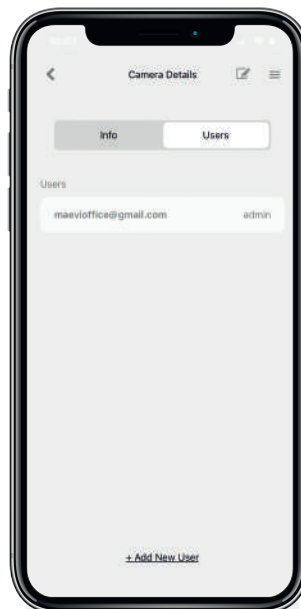 Camera Details
Info Users
Users
maevioffice@gmail.com admin
+ Add New User